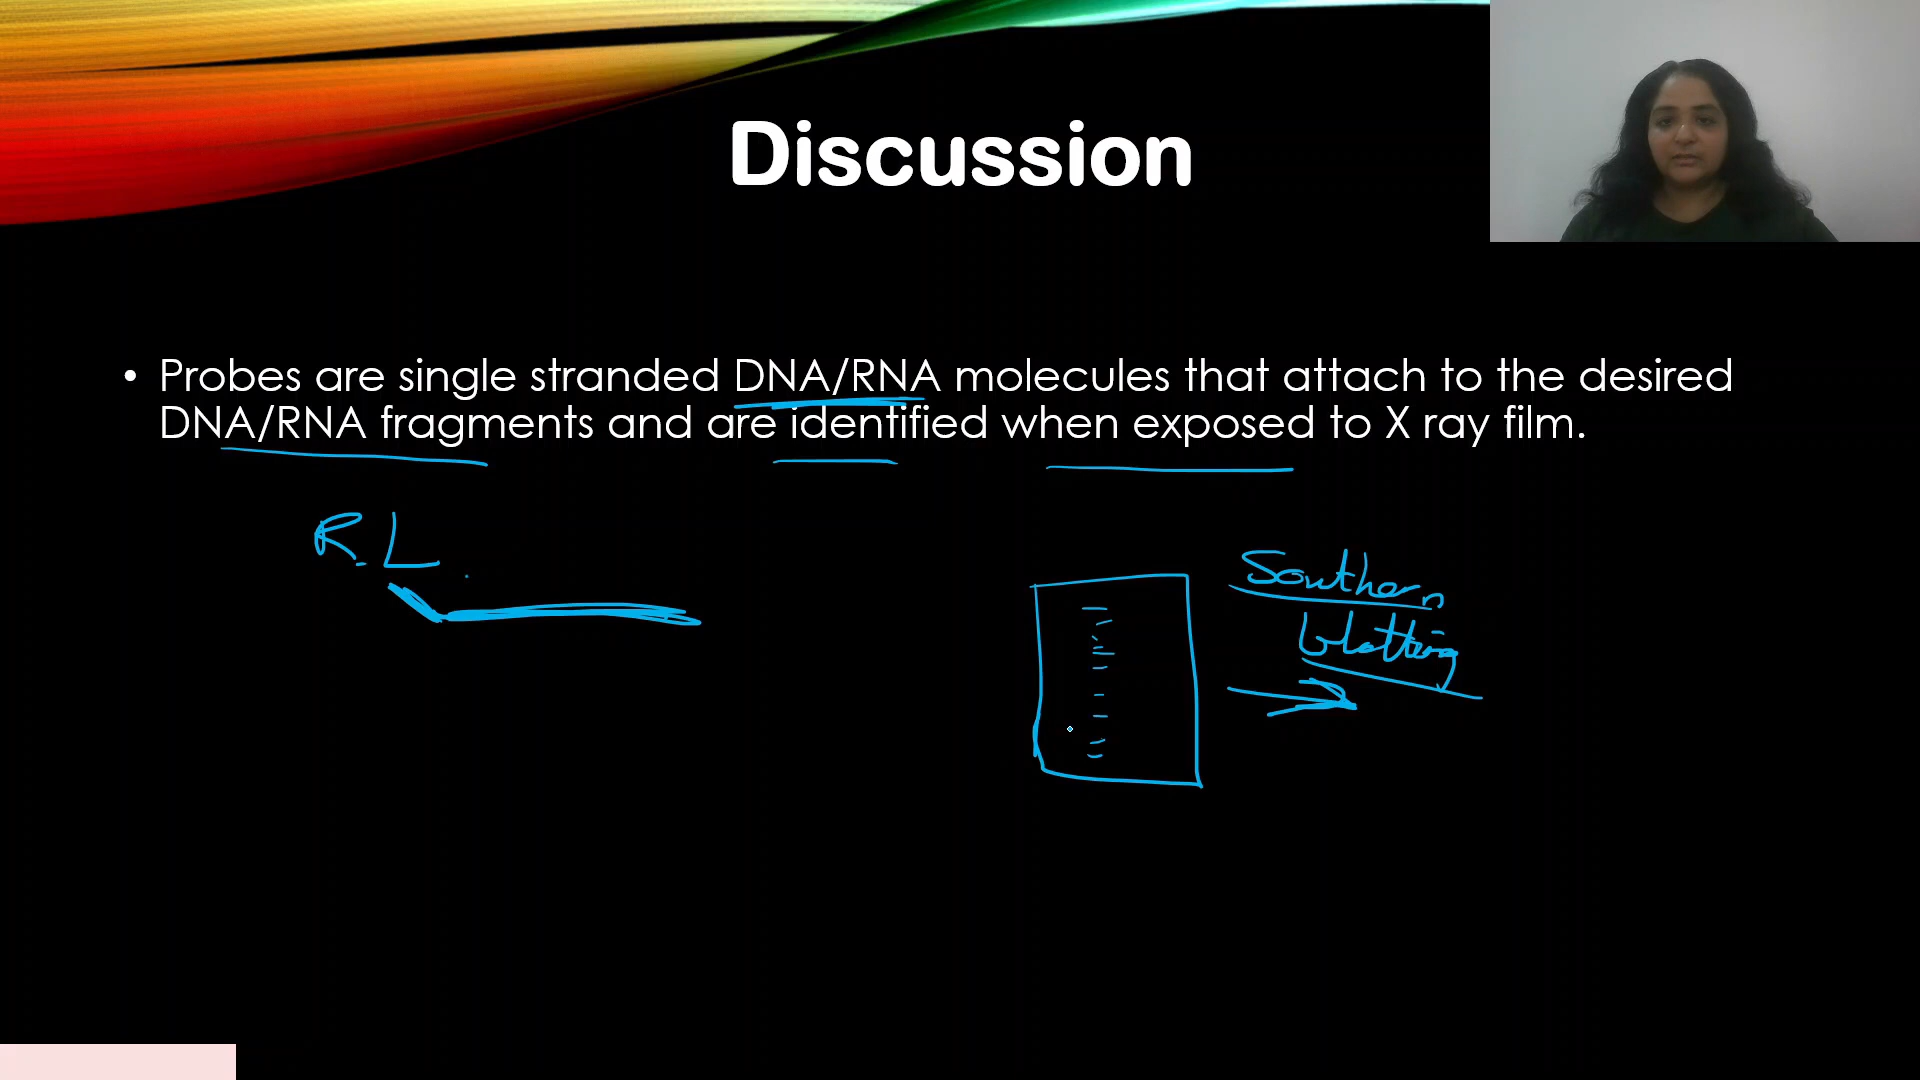 Discussion
• Probes are single stranded DNA/RNA molecules that attach to the desired
DNA/RNA fragments and are identified when exposed to X ray film.
R.L.
Southern
blotting